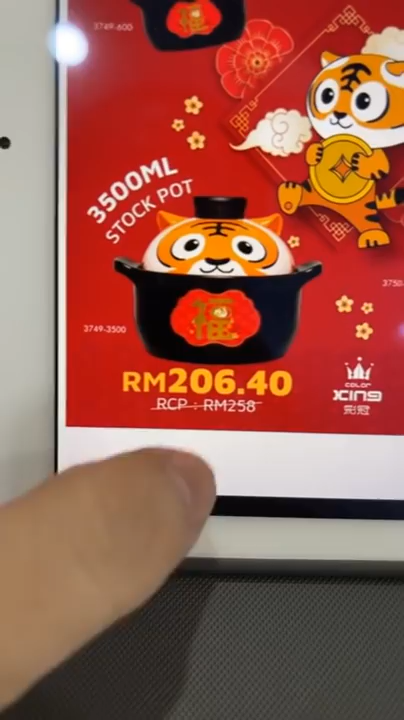 3749-600
3500ML
STOCK POT
福
3749-3500
RM206.40
RCP : RM258
COLOR
XING
彩冠